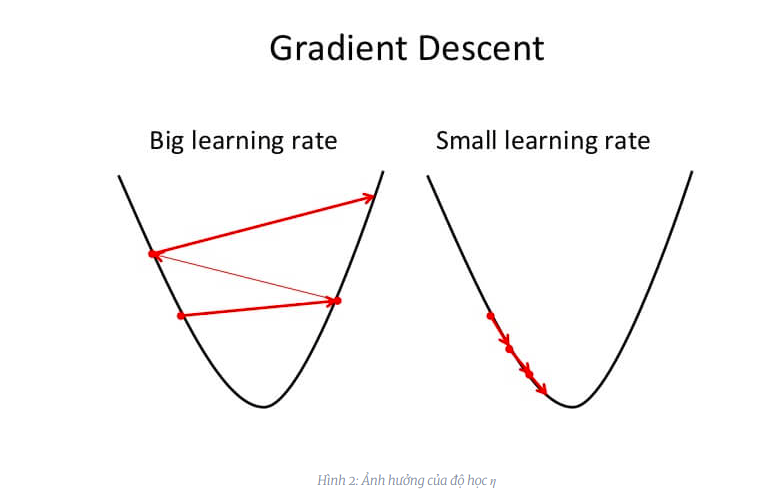 Gradient Descent
Big learning rate
Small learning rate
Hình 2: Ảnh hưởng của độ học η